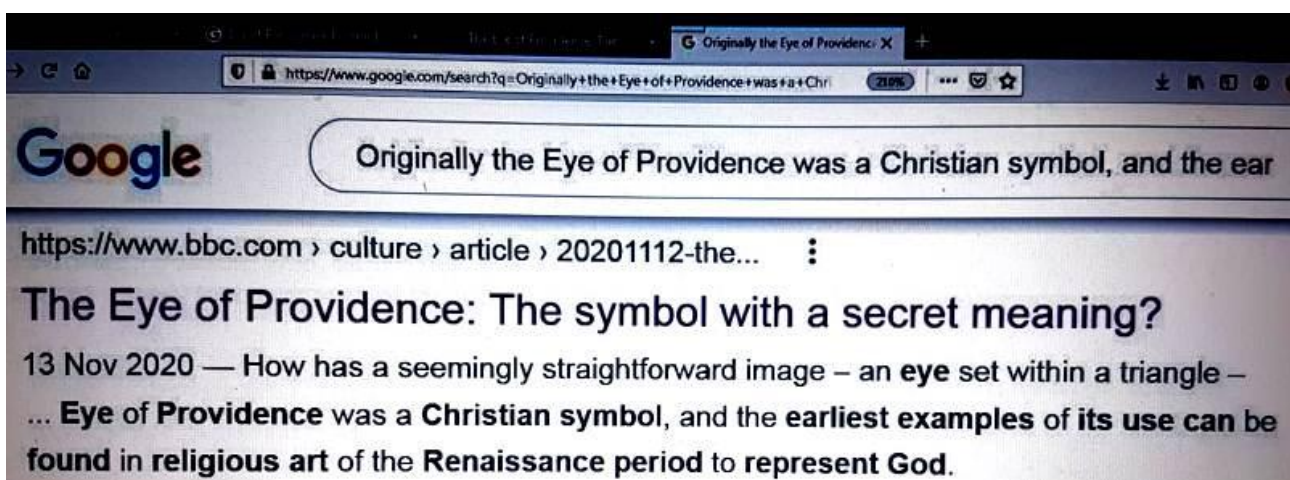 G Originally the Eye of Providenc X +
https://www.google.com/search?q=Originally+the+Eye+of+Providence+was+a+Chri 210% ...
Google Originally the Eye of Providence was a Christian symbol, and the ear
https://www.bbc.com › culture › article › 20201112-the... ⋮
The Eye of Providence: The symbol with a secret meaning?
13 Nov 2020 — How has a seemingly straightforward image – an eye set within a triangle –
... Eye of Providence was a Christian symbol, and the earliest examples of its use can be
found in religious art of the Renaissance period to represent God.